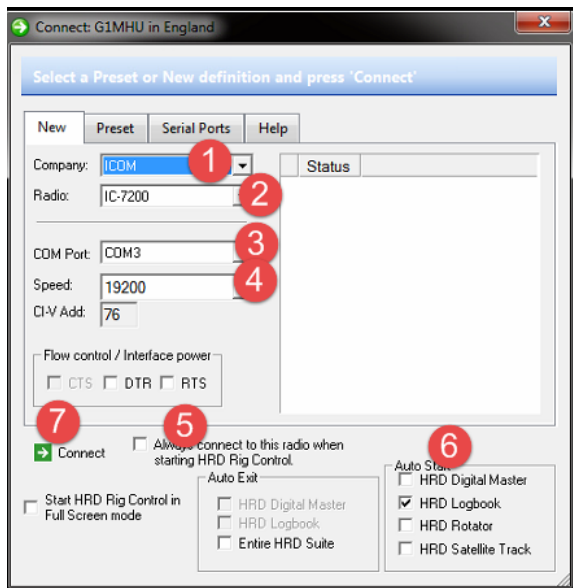 Connect: G1MHU in England
Select a Preset or New definition and press 'Connect'
New Preset Serial Ports Help
Company: ICOM 1 Status
Radio: IC-7200 2
COM Port: COM3 3
Speed: 19200 4
CI-V Add: 76
Flow control / Interface power
CTS DTR RTS
7 5 6
Connect
Always connect to this radio when
starting HRD Rig Control.
Start HRD Rig Control in
Full Screen mode
Auto Exit
HRD Digital Master
HRD Logbook
Entire HRD Suite
Auto Start
HRD Digital Master
HRD Logbook
HRD Rotator
HRD Satellite Track